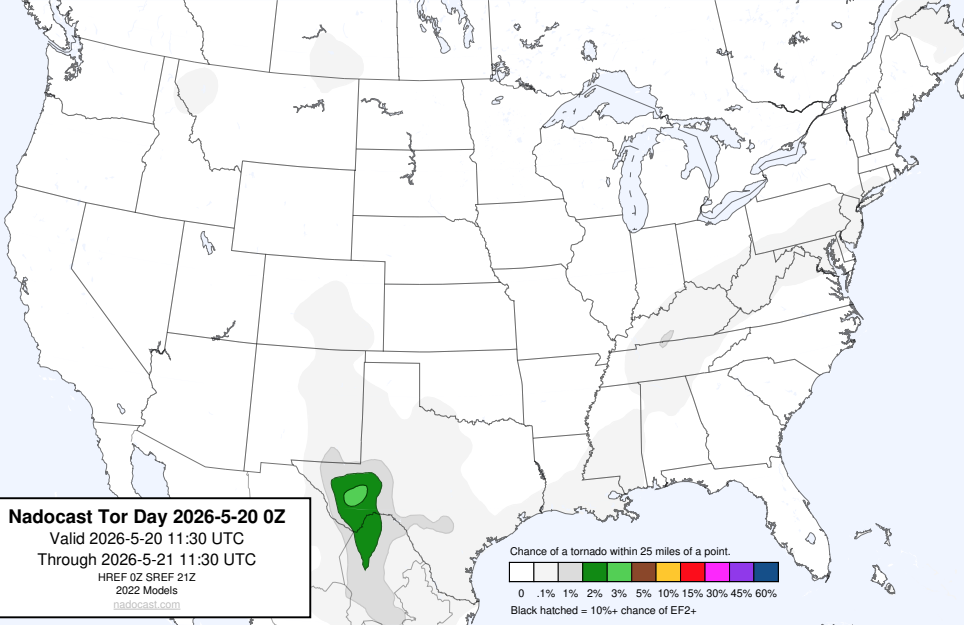 Nadocast Tor Day 2026-5-20 0Z
Valid 2026-5-20 11:30 UTC
Through 2026-5-21 11:30 UTC
HREF 0Z SREF 21Z
2022 Models
nadocast.com
Chance of a tornado within 25 miles of a point.
0 .1% 1% 2% 3% 5% 10% 15% 30% 45% 60%
Black hatched = 10%+ chance of EF2+